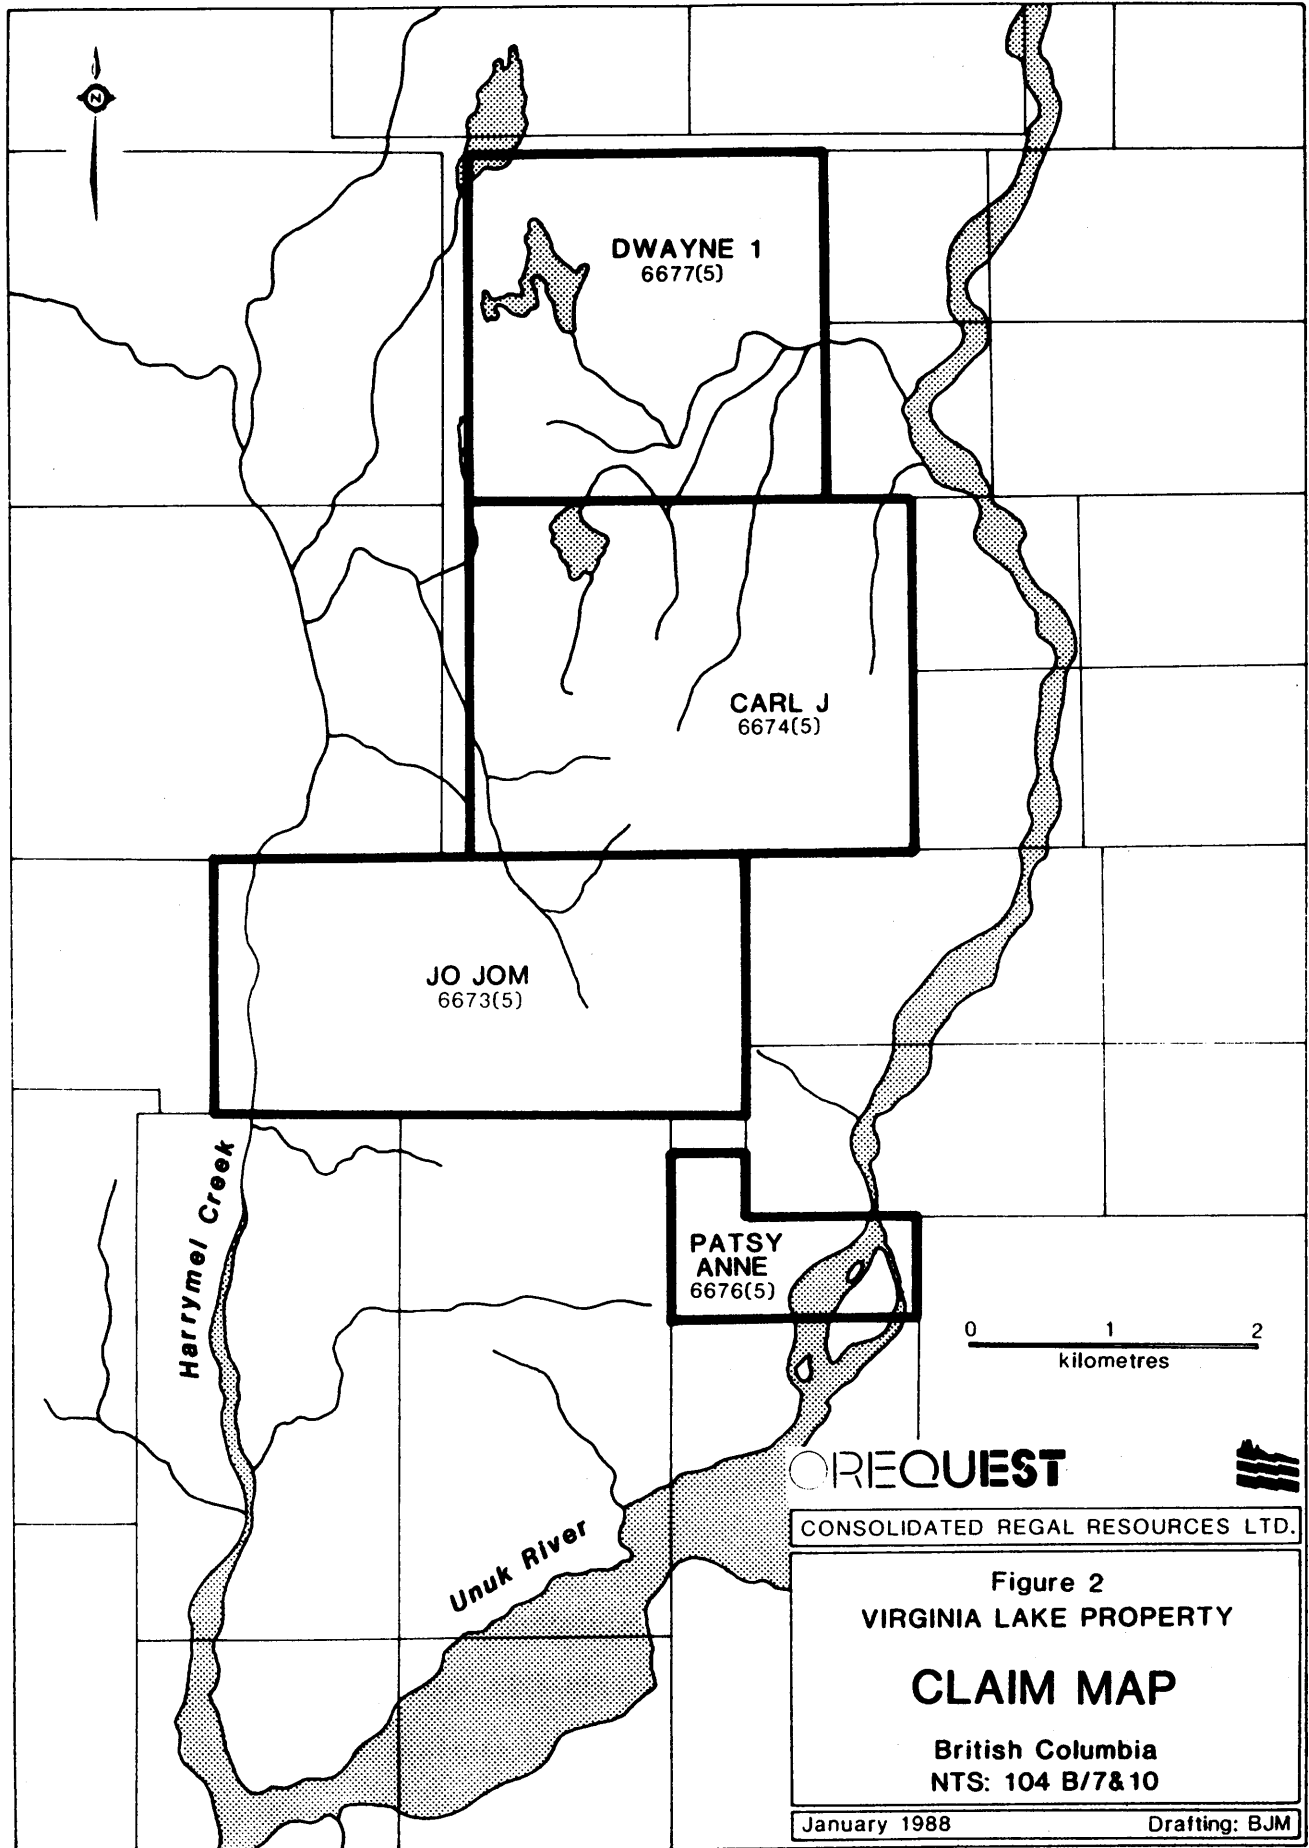 N
DWAYNE 1
6677(5)
CARL J
6674(5)
JO JOM
6673(5)
Harrymel Creek
PATSY
ANNE
6676(5)
0 1 2
kilometres
Unuk River
OREQUEST
CONSOLIDATED REGAL RESOURCES LTD.
Figure 2
VIRGINIA LAKE PROPERTY
CLAIM MAP
British Columbia
NTS: 104 B/7&10
January 1988 Drafting: BJM